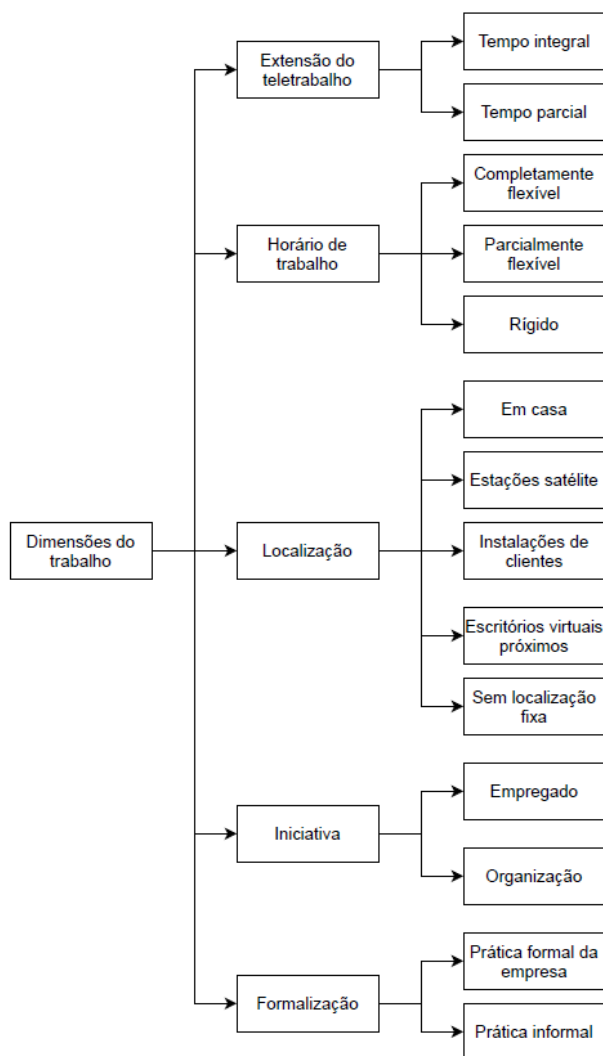 Dimensões do
trabalho
Extensão do
teletrabalho
Tempo integral
Tempo parcial
Horário de
trabalho
Completamente
flexível
Parcialmente
flexível
Rígido
Localização
Em casa
Estações satélite
Instalações de
clientes
Escritórios virtuais
próximos
Sem localização
fixa
Iniciativa
Empregado
Organização
Formalização
Prática formal da
empresa
Prática informal